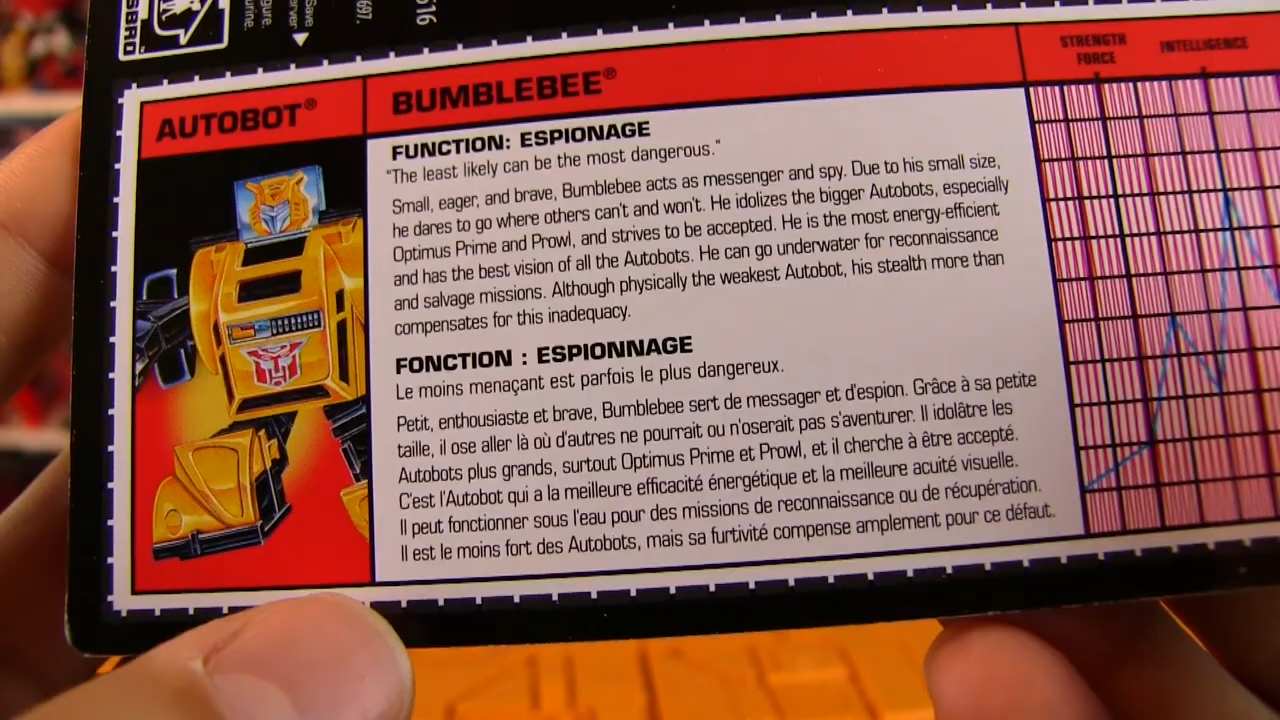 SBRO
Save
gure.
urine.
697.
516
AUTOBOT®
BUMBLEBEE®
STRENGTH
FORCE
INTELLIGENCE
FUNCTION: ESPIONAGE
"The least likely can be the most dangerous."
Small, eager, and brave, Bumblebee acts as messenger and spy. Due to his small size,
he dares to go where others can't and won't. He idolizes the bigger Autobots, especially
Optimus Prime and Prowl, and strives to be accepted. He is the most energy-efficient
and has the best vision of all the Autobots. He can go underwater for reconnaissance
and salvage missions. Although physically the weakest Autobot, his stealth more than
compensates for this inadequacy.
FONCTION : ESPIONNAGE
Le moins menaçant est parfois le plus dangereux.
Petit, enthousiaste et brave, Bumblebee sert de messager et d'espion. Grâce à sa petite
taille, il ose aller là où d'autres ne pourrait ou n'oserait pas s'aventurer. Il idolâtre les
Autobots plus grands, surtout Optimus Prime et Prowl, et il cherche à être accepté.
C'est l'Autobot qui a la meilleure efficacité énergétique et la meilleure acuité visuelle.
Il peut fonctionner sous l'eau pour des missions de reconnaissance ou de récupération.
Il est le moins fort des Autobots, mais sa furtivité compense amplement pour ce défaut.